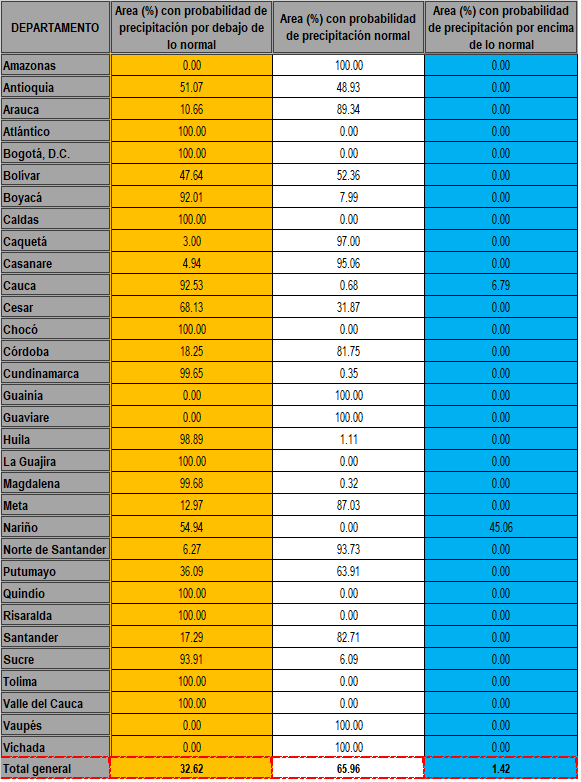 DEPARTAMENTO Area (%) con probabilidad de precipitación por debajo de lo normal Area (%) con probabilidad de precipitación normal Area (%) con probabilidad de precipitación por encima de lo normal
Amazonas 0.00 100.00 0.00
Antioquia 51.07 48.93 0.00
Arauca 10.66 89.34 0.00
Atlántico 100.00 0.00 0.00
Bogotá, D.C. 100.00 0.00 0.00
Bolívar 47.64 52.36 0.00
Boyacá 92.01 7.99 0.00
Caldas 100.00 0.00 0.00
Caquetá 3.00 97.00 0.00
Casanare 4.94 95.06 0.00
Cauca 92.53 0.68 6.79
Cesar 68.13 31.87 0.00
Chocó 100.00 0.00 0.00
Córdoba 18.25 81.75 0.00
Cundinamarca 99.65 0.35 0.00
Guainía 0.00 100.00 0.00
Guaviare 0.00 100.00 0.00
Huila 98.89 1.11 0.00
La Guajira 100.00 0.00 0.00
Magdalena 99.68 0.32 0.00
Meta 12.97 87.03 0.00
Nariño 54.94 0.00 45.06
Norte de Santander 6.27 93.73 0.00
Putumayo 36.09 63.91 0.00
Quindío 100.00 0.00 0.00
Risaralda 100.00 0.00 0.00
Santander 17.29 82.71 0.00
Sucre 93.91 6.09 0.00
Tolima 100.00 0.00 0.00
Valle del Cauca 100.00 0.00 0.00
Vaupés 0.00 100.00 0.00
Vichada 0.00 100.00 0.00
Total general 32.62 65.96 1.42